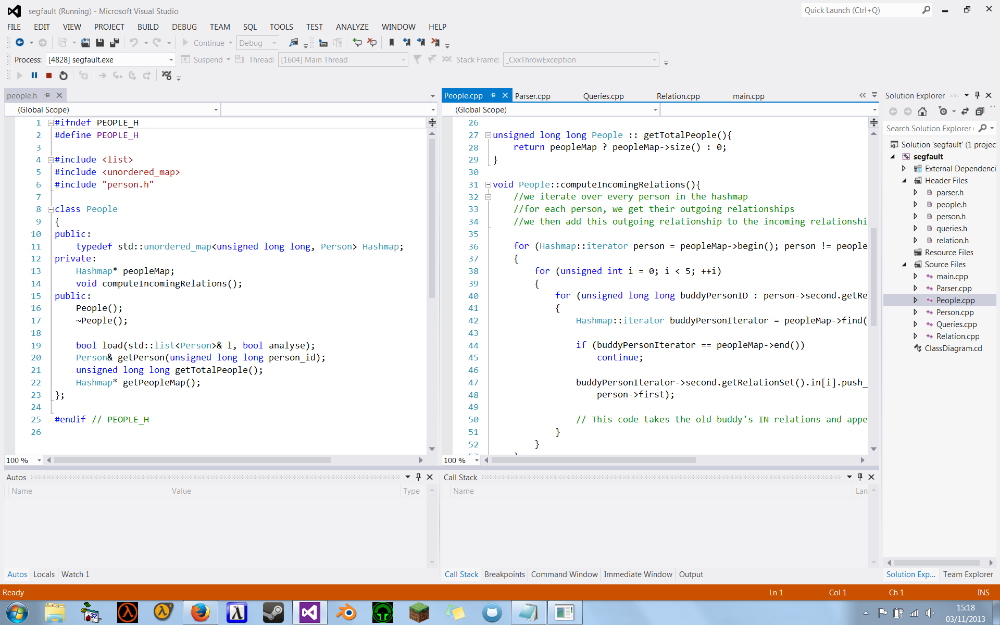 segfault (Running) - Microsoft Visual Studio
Quick Launch (Ctrl+Q)
FILE EDIT VIEW PROJECT BUILD DEBUG TEAM SQL TOOLS TEST ANALYZE WINDOW HELP
Continue Debug
Process: [4828] segfault.exe Suspend Thread: [1604] Main Thread Stack Frame: _CxxThrowException
people.h
(Global Scope)
1 #ifndef PEOPLE_H
2 #define PEOPLE_H
3
4 #include <list>
5 #include <unordered_map>
6 #include "person.h"
7
8 class People
9 {
10 public:
11 typedef std::unordered_map<unsigned long long, Person> Hashmap;
12 private:
13 Hashmap* peopleMap;
14 void computeIncomingRelations();
15 public:
16 People();
17 ~People();
18
19 bool load(std::list<Person>& l, bool analyse);
20 Person& getPerson(unsigned long long person_id);
21 unsigned long long getTotalPeople();
22 Hashmap* getPeopleMap();
23 };
24
25 #endif // PEOPLE_H
26
100 %
People.cpp Parser.cpp Queries.cpp Relation.cpp main.cpp
(Global Scope)
26
27 unsigned long long People :: getTotalPeople(){
28 return peopleMap ? peopleMap->size() : 0;
29 }
30
31 void People::computeIncomingRelations(){
32 //we iterate over every person in the hashmap
33 //for each person, we get their outgoing relationships
34 //we then add this outgoing relationship to the incoming relationshi
35
36 for (Hashmap::iterator person = peopleMap->begin(); person != people
37 {
38 for (unsigned int i = 0; i < 5; ++i)
39 {
40 for (unsigned long long buddyPersonID : person->second.getRe
41 {
42 Hashmap::iterator buddyPersonIterator = peopleMap->find(
43
44 if (buddyPersonIterator == peopleMap->end())
45 continue;
46
47 buddyPersonIterator->second.getRelationSet().in[i].push_
48 person->first);
49
50 // This code takes the old buddy's IN relations and appe
51 }
52 }
100 %
Solution Explorer
Search Solution Explorer (
Solution 'segfault' (1 projec
segfault
External Dependenci
Header Files
parser.h
people.h
person.h
queries.h
relation.h
Resource Files
Source Files
main.cpp
Parser.cpp
People.cpp
Person.cpp
Queries.cpp
Relation.cpp
ClassDiagram.cd
Autos
Name Value Type
Autos Locals Watch 1
Call Stack
Name Lan
Call Stack Breakpoints Command Window Immediate Window Output
Solution Exp... Team Explorer
Ready Ln 1 Col 1 Ch 1 INS
15:18
03/11/2013